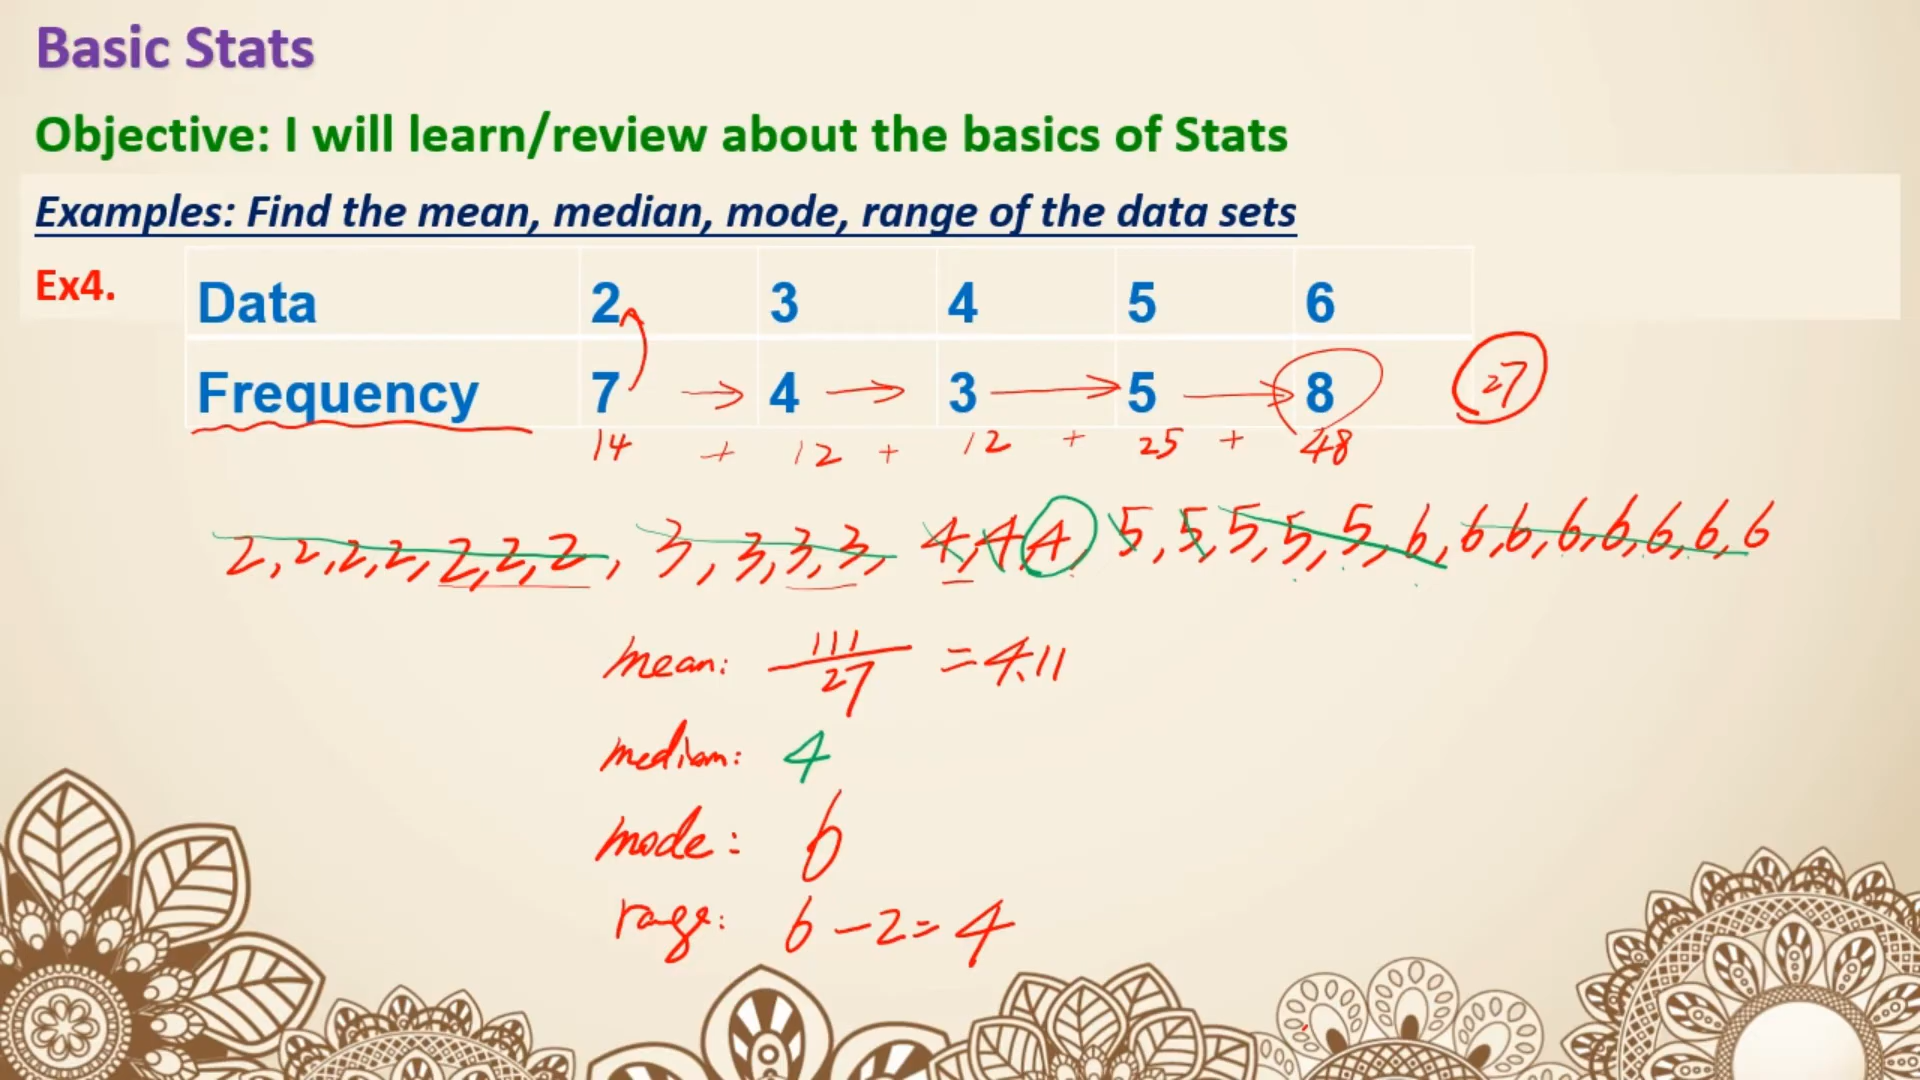 Basic Stats
Objective: I will learn/review about the basics of Stats
Examples: Find the mean, median, mode, range of the data sets
Ex4.
Data 2 3 4 5 6
Frequency 7 → 4 → 3 → 5 → 8 27
14 + 12 + 12 + 25 + 48
2, 2, 2, 2, 2, 2, 2, 3, 3, 3, 3, 4, 4, 4, 5, 5, 5, 5, 5, 6, 6, 6, 6, 6, 6, 6, 6
mean: 111/27 = 4.11
median: 4
mode: 6
range: 6 - 2 = 4